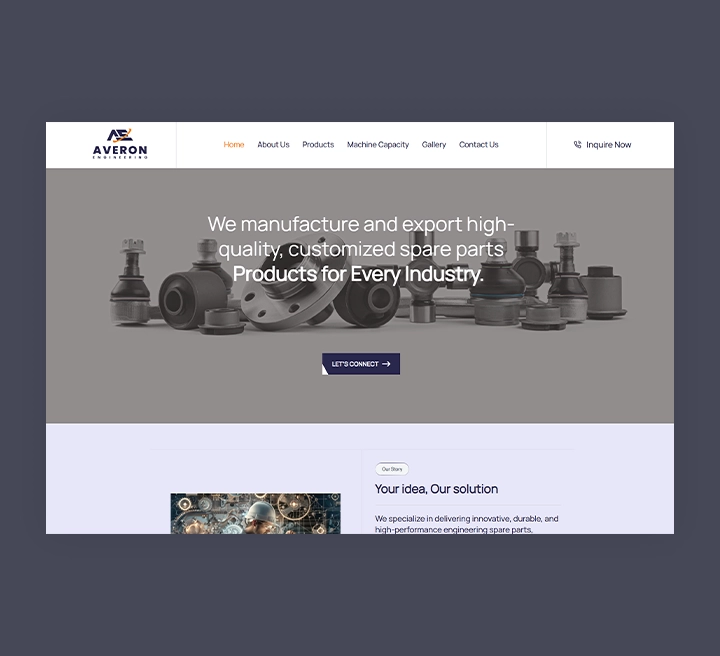 AVERON
ENGINEERING
Home About Us Products Machine Capacity Gallery Contact Us
Inquire Now
We manufacture and export high-
quality, customized spare parts
Products for Every Industry.
LET'S CONNECT
Our Story
Your idea, Our solution
We specialize in delivering innovative, durable, and
high-performance engineering spare parts,